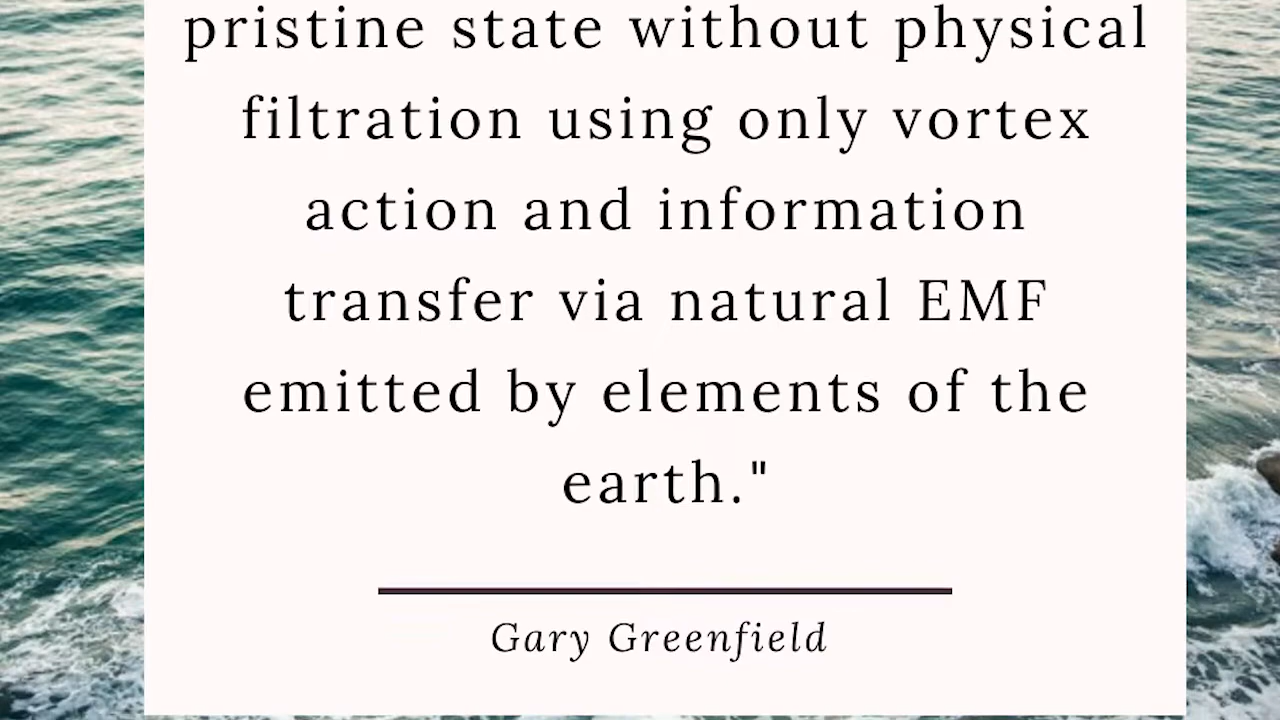 pristine state without physical
filtration using only vortex
action and information
transfer via natural EMF
emitted by elements of the
earth."
Gary Greenfield